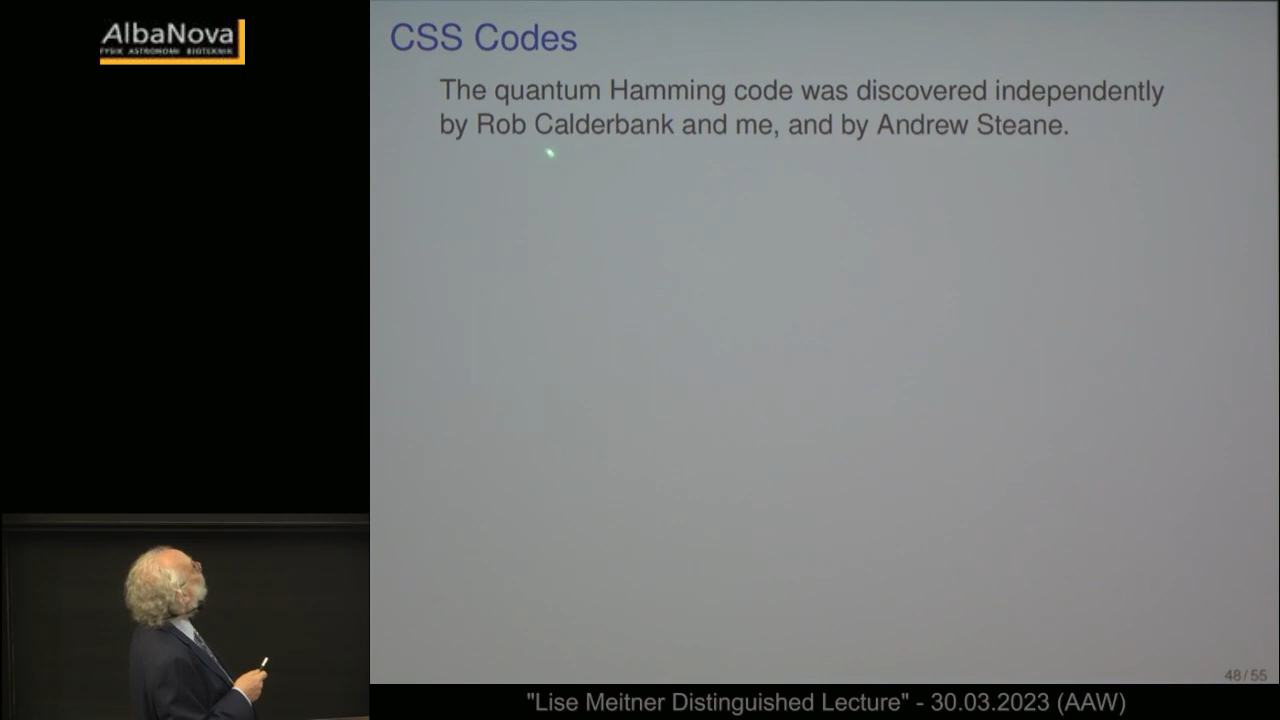 AlbaNova
FYSIK ASTRONOMI BIOTEKNIK
CSS Codes
The quantum Hamming code was discovered independently
by Rob Calderbank and me, and by Andrew Steane.
48/55
"Lise Meitner Distinguished Lecture" - 30.03.2023 (AAW)